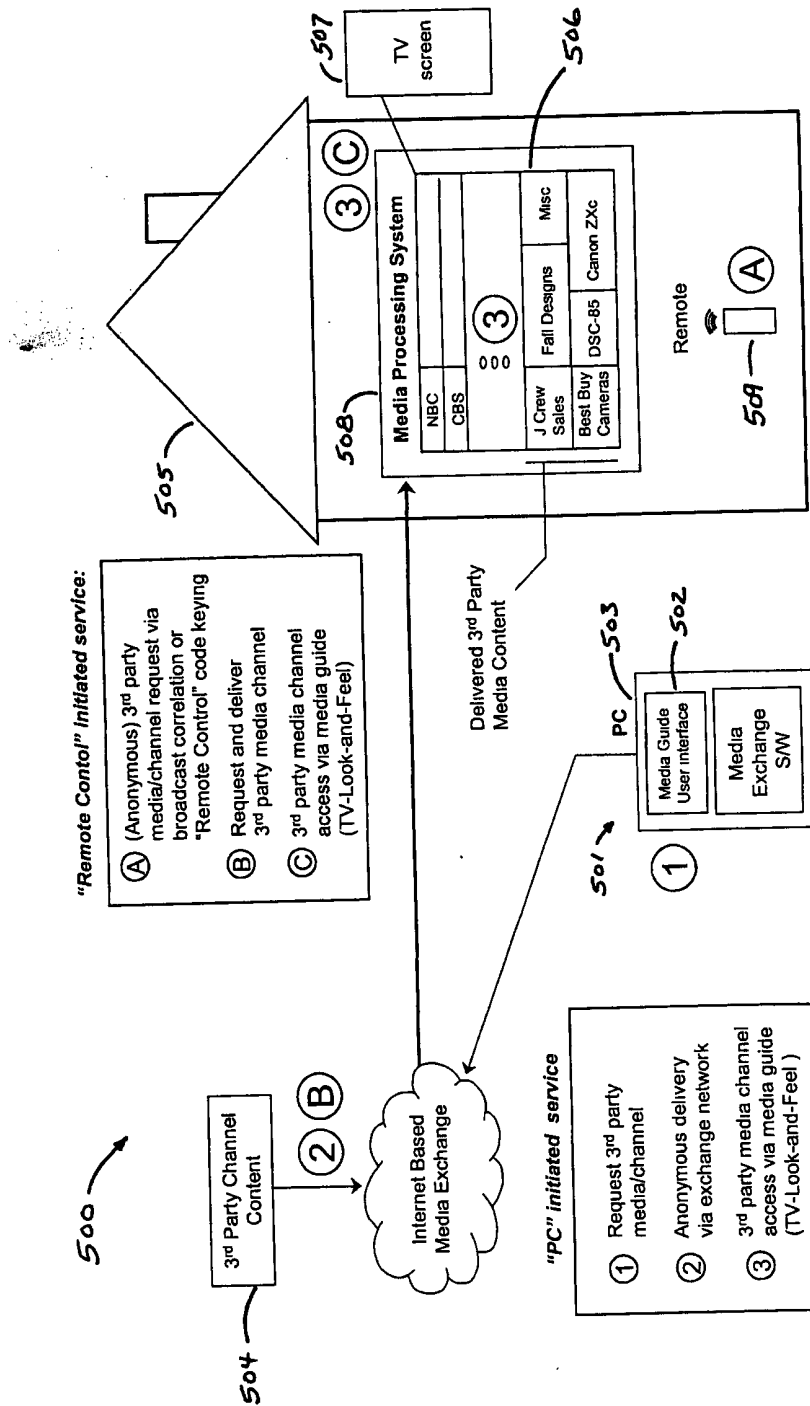 500
504
3rd Party Channel
Content
2 B
Internet Based
Media Exchange
"PC" initiated service
1 Request 3rd party
media/channel
2 Anonymous delivery
via exchange network
3 3rd party media channel
access via media guide
(TV-Look-and-Feel )
"Remote Contol" initiated service:
A (Anonymous) 3rd party
media/channel request via
broadcast correlation or
"Remote Control" code keying
B Request and deliver
3rd party media channel
C 3rd party media channel
access via media guide
(TV-Look-and-Feel)
501
1
PC
503
502
Media Guide
User interface
Media
Exchange
S/W
Delivered 3rd Party
Media Content
505
508
3 C
Media Processing System
NBC
CBS
3
J Crew
Sales
Fall Designs
Misc
Best Buy
Cameras
DSC-85
Canon ZXc
507
TV
screen
506
Remote
509
A